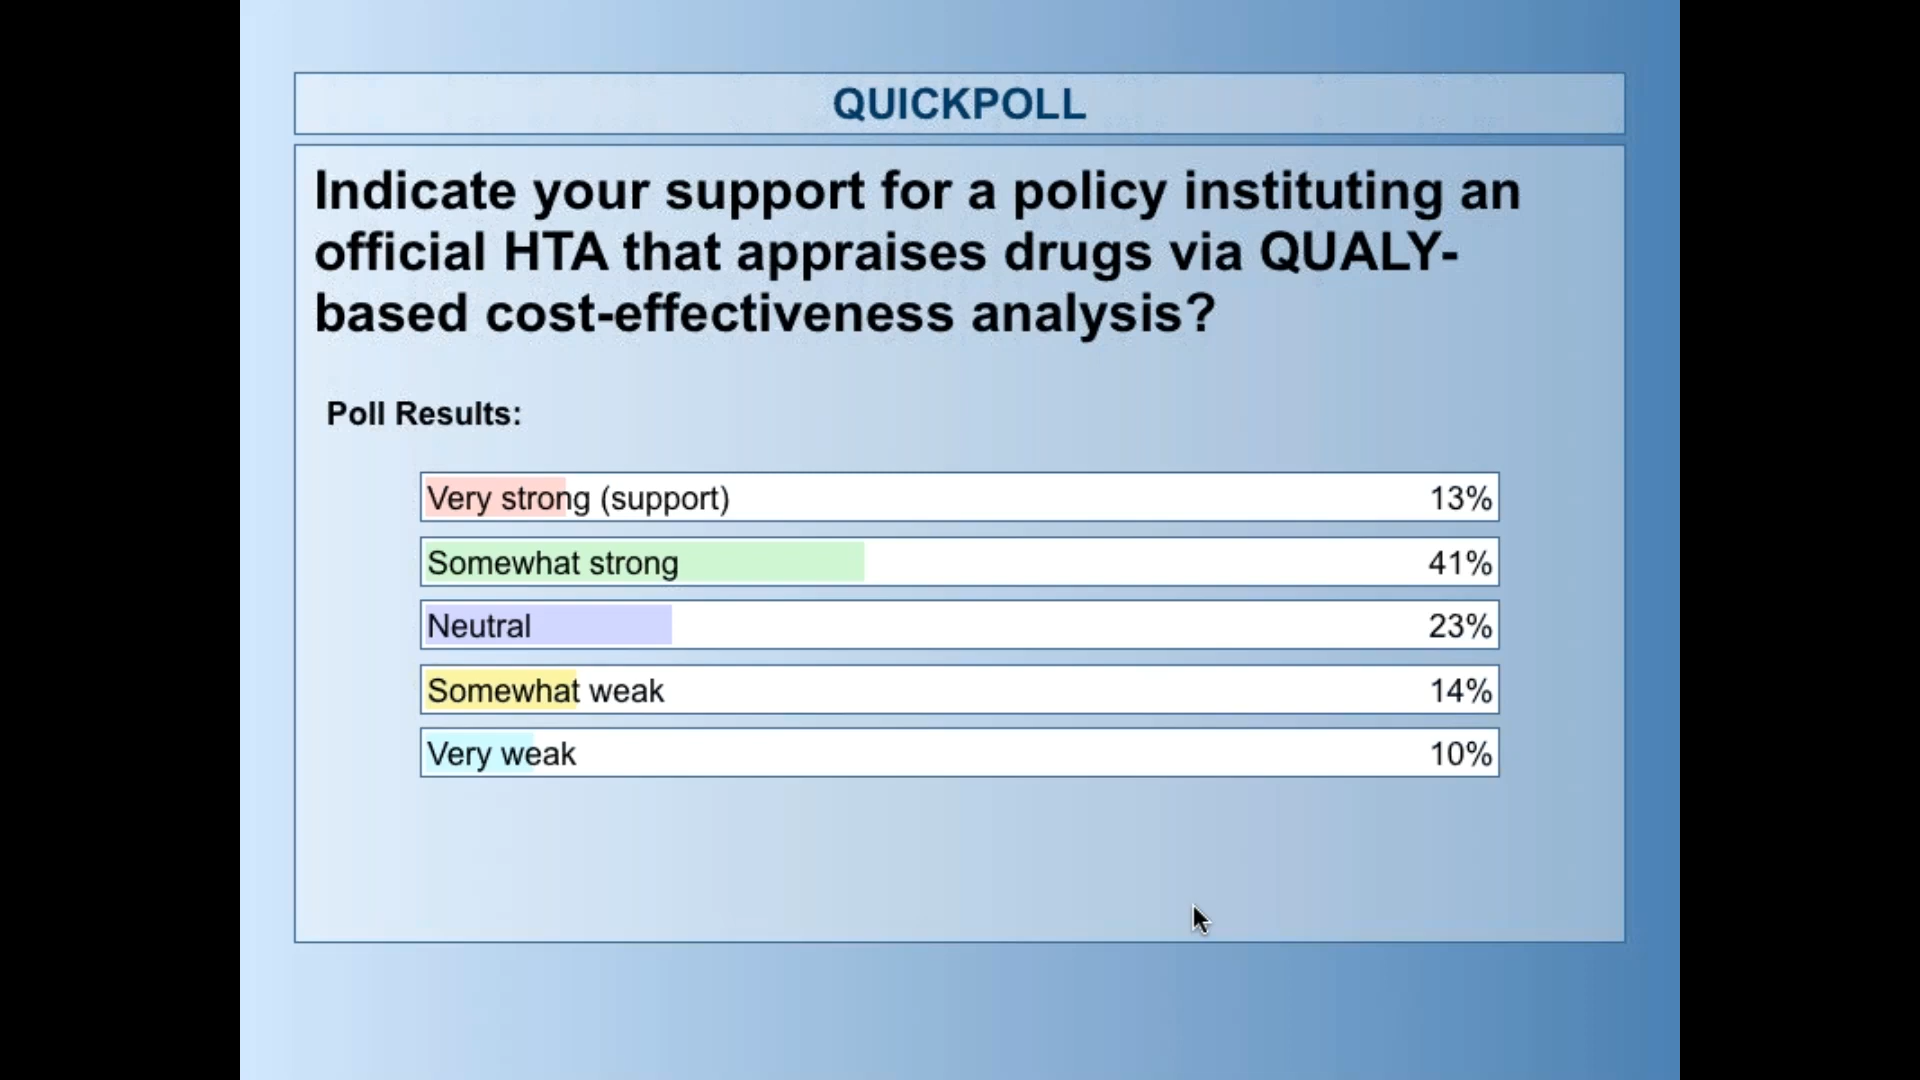 QUICKPOLL
Indicate your support for a policy instituting an
official HTA that appraises drugs via QUALY-
based cost-effectiveness analysis?
Poll Results:
Very strong (support) 13%
Somewhat strong 41%
Neutral 23%
Somewhat weak 14%
Very weak 10%